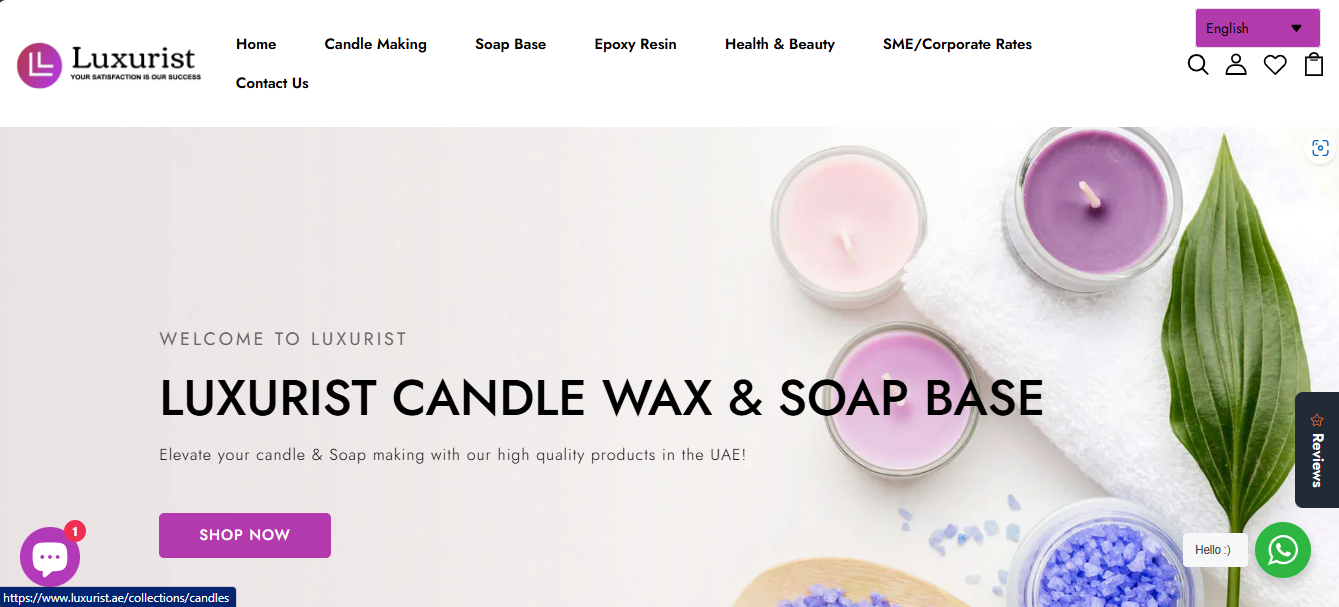 English
Luxurist
YOUR SATISFACTION IS OUR SUCCESS
Home
Candle Making
Soap Base
Epoxy Resin
Health & Beauty
SME/Corporate Rates
Contact Us
WELCOME TO LUXURIST
LUXURIST CANDLE WAX & SOAP BASE
Elevate your candle & Soap making with our high quality products in the UAE!
SHOP NOW
Reviews
1
Hello :)
https://www.luxurist.ae/collections/candles